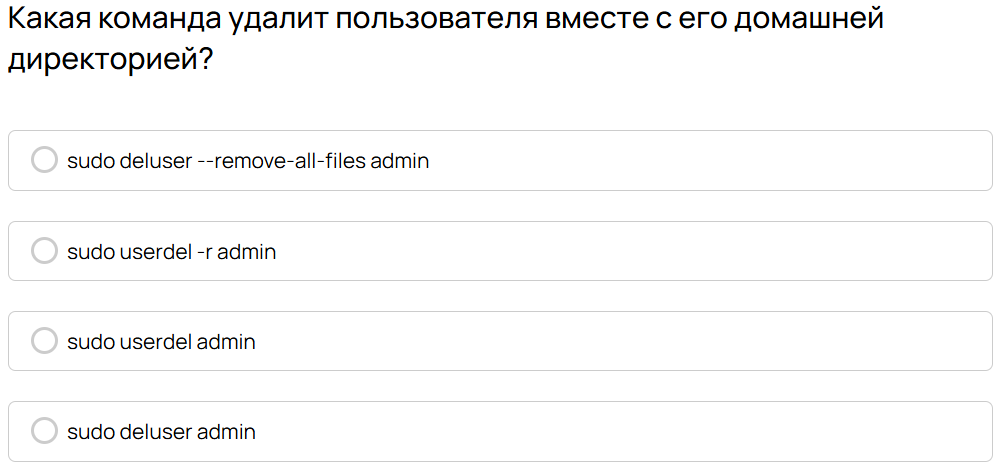 Какая команда удалит пользователя вместе с его домашней
директорией?
sudo deluser --remove-all-files admin
sudo userdel -r admin
sudo userdel admin
sudo deluser admin